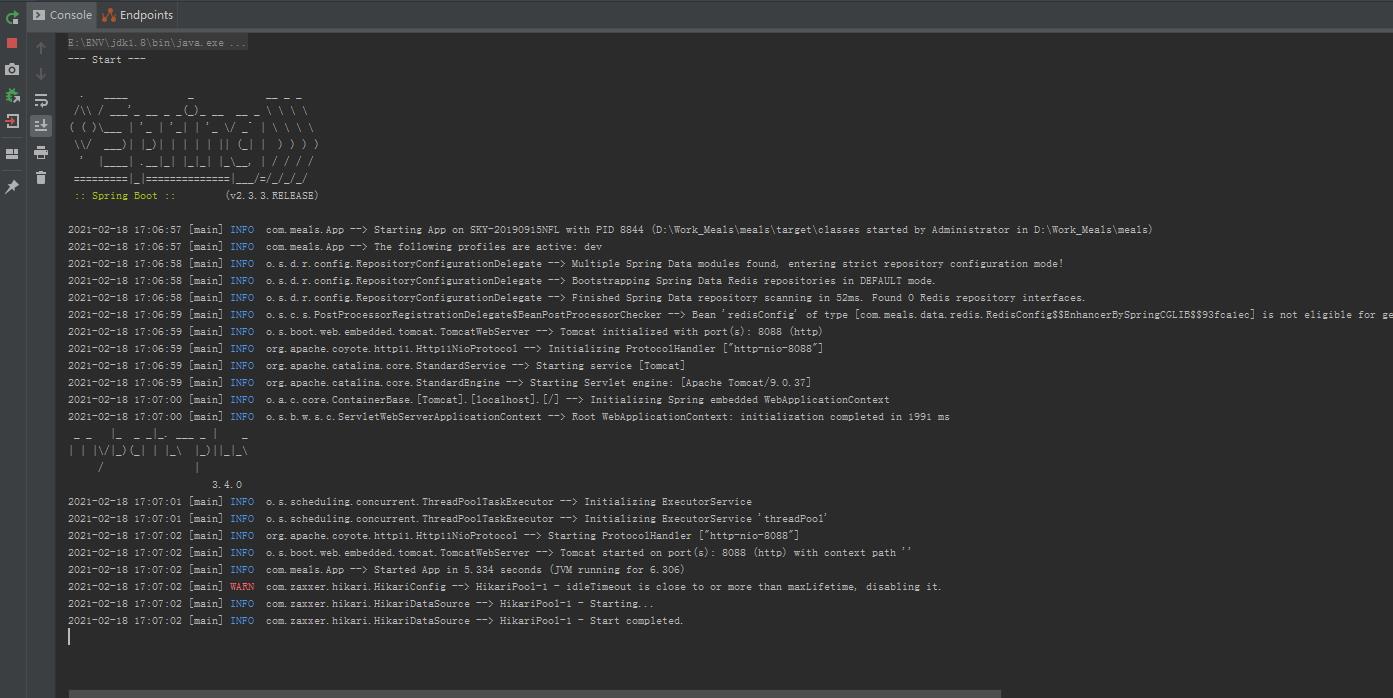 Console Endpoints
E:\ENV\jdk1.8\bin\java.exe ...
--- Start ---
  .   ____          _            __ _ _
 /\\ / ___'_ __ _ _(_)_ __  __ _ \ \ \ \
( ( )\___ | '_ | '_| | '_ \/ _` | \ \ \ \
 \\/  ___)| |_)| | | | | || (_| |  ) ) ) )
  '  |____| .__|_| |_|_| |_\__, | / / / /
 =========|_|==============|___/=/_/_/_/
 :: Spring Boot ::        (v2.3.3.RELEASE)
2021-02-18 17:06:57 [main] INFO  com.meals.App --> Starting App on SKY-20190915NFL with PID 8844 (D:\Work_Meals\meals\target\classes started by Administrator in D:\Work_Meals\meals)
2021-02-18 17:06:57 [main] INFO  com.meals.App --> The following profiles are active: dev
2021-02-18 17:06:58 [main] INFO  o.s.d.r.config.RepositoryConfigurationDelegate --> Multiple Spring Data modules found, entering strict repository configuration mode!
2021-02-18 17:06:58 [main] INFO  o.s.d.r.config.RepositoryConfigurationDelegate --> Bootstrapping Spring Data Redis repositories in DEFAULT mode.
2021-02-18 17:06:58 [main] INFO  o.s.d.r.config.RepositoryConfigurationDelegate --> Finished Spring Data repository scanning in 52ms. Found 0 Redis repository interfaces.
2021-02-18 17:06:59 [main] INFO  o.s.c.s.PostProcessorRegistrationDelegate$BeanPostProcessorChecker --> Bean 'redisConfig' of type [com.meals.data.redis.RedisConfig$$EnhancerBySpringCGLIB$$93fca1ec] is not eligible for ge
2021-02-18 17:06:59 [main] INFO  o.s.boot.web.embedded.tomcat.TomcatWebServer --> Tomcat initialized with port(s): 8088 (http)
2021-02-18 17:06:59 [main] INFO  org.apache.coyote.http11.Http11NioProtocol --> Initializing ProtocolHandler ["http-nio-8088"]
2021-02-18 17:06:59 [main] INFO  org.apache.catalina.core.StandardService --> Starting service [Tomcat]
2021-02-18 17:06:59 [main] INFO  org.apache.catalina.core.StandardEngine --> Starting Servlet engine: [Apache Tomcat/9.0.37]
2021-02-18 17:07:00 [main] INFO  o.a.c.core.ContainerBase.[Tomcat].[localhost].[/] --> Initializing Spring embedded WebApplicationContext
2021-02-18 17:07:00 [main] INFO  o.s.b.w.s.c.ServletWebServerApplicationContext --> Root WebApplicationContext: initialization completed in 1991 ms
 _ _   |_  _ _|_. ___ _ |    _
| | |\/|_)(_| | |_\  |_)||_|_\
     /               |
                        3.4.0
2021-02-18 17:07:01 [main] INFO  o.s.scheduling.concurrent.ThreadPoolTaskExecutor --> Initializing ExecutorService
2021-02-18 17:07:01 [main] INFO  o.s.scheduling.concurrent.ThreadPoolTaskExecutor --> Initializing ExecutorService 'threadPool'
2021-02-18 17:07:02 [main] INFO  org.apache.coyote.http11.Http11NioProtocol --> Starting ProtocolHandler ["http-nio-8088"]
2021-02-18 17:07:02 [main] INFO  o.s.boot.web.embedded.tomcat.TomcatWebServer --> Tomcat started on port(s): 8088 (http) with context path ''
2021-02-18 17:07:02 [main] INFO  com.meals.App --> Started App in 5.334 seconds (JVM running for 6.306)
2021-02-18 17:07:02 [main] WARN  com.zaxxer.hikari.HikariConfig --> HikariPool-1 - idleTimeout is close to or more than maxLifetime, disabling it.
2021-02-18 17:07:02 [main] INFO  com.zaxxer.hikari.HikariDataSource --> HikariPool-1 - Starting...
2021-02-18 17:07:02 [main] INFO  com.zaxxer.hikari.HikariDataSource --> HikariPool-1 - Start completed.